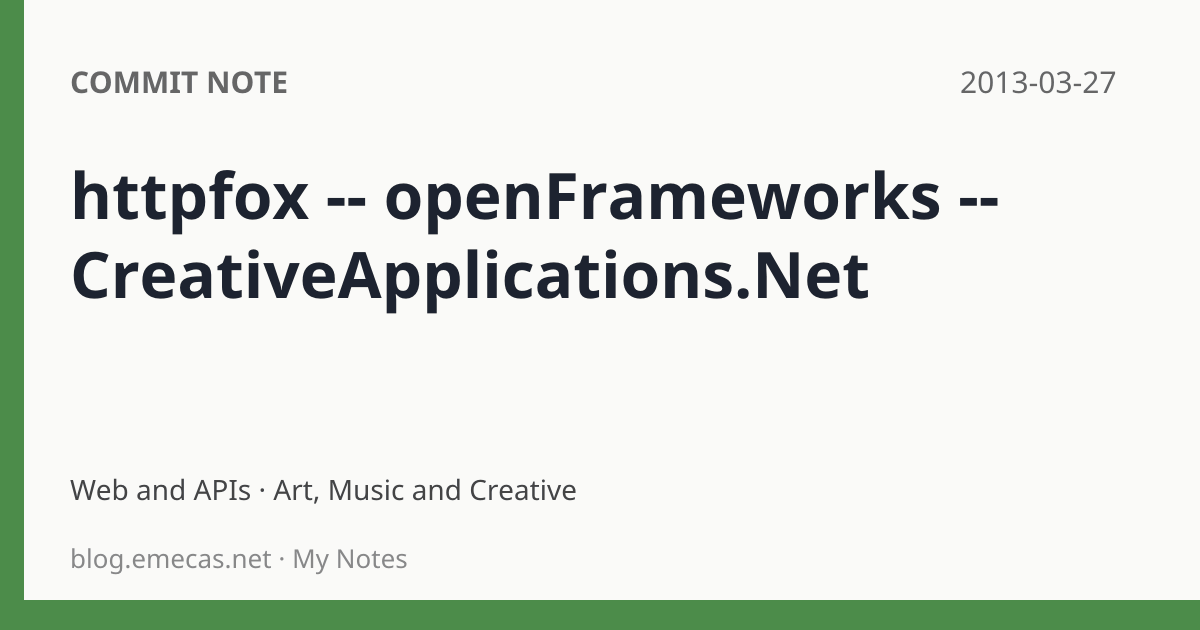 COMMIT NOTE
2013-03-27
httpfox -- openFrameworks --
CreativeApplications.Net
Web and APIs · Art, Music and Creative
blog.emecas.net · My Notes